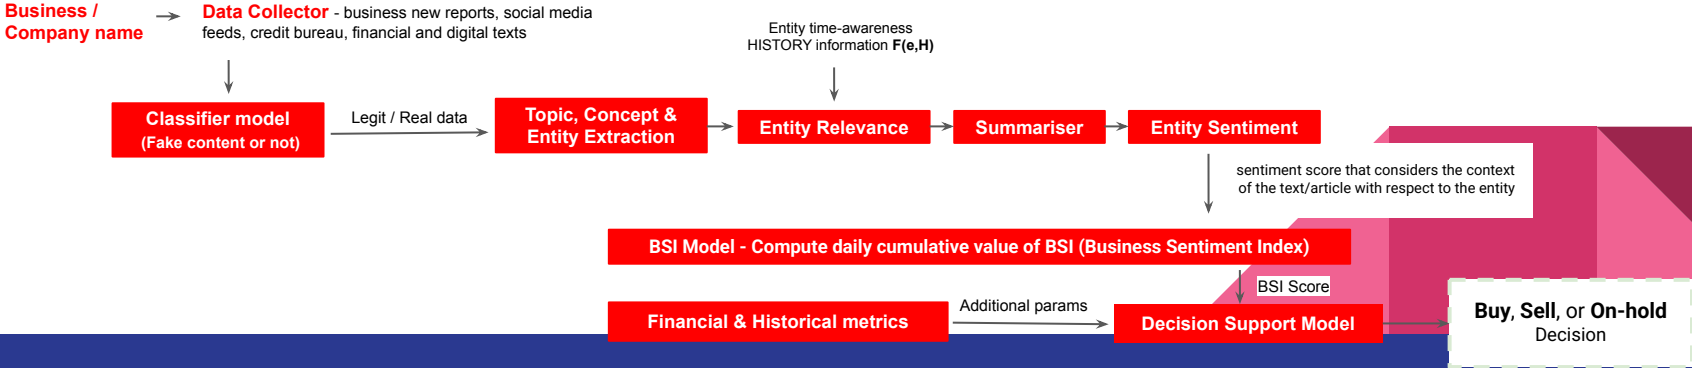 Business /
Company name
Data Collector - business new reports, social media
feeds, credit bureau, financial and digital texts
Entity time-awareness
HISTORY information F(e,H)
Classifier model
(Fake content or not)
Legit / Real data
Topic, Concept &
Entity Extraction
Entity Relevance
Summariser
Entity Sentiment
sentiment score that considers the context
of the text/article with respect to the entity
BSI Model - Compute daily cumulative value of BSI (Business Sentiment Index)
BSI Score
Financial & Historical metrics
Additional params
Decision Support Model
Buy, Sell, or On-hold
Decision